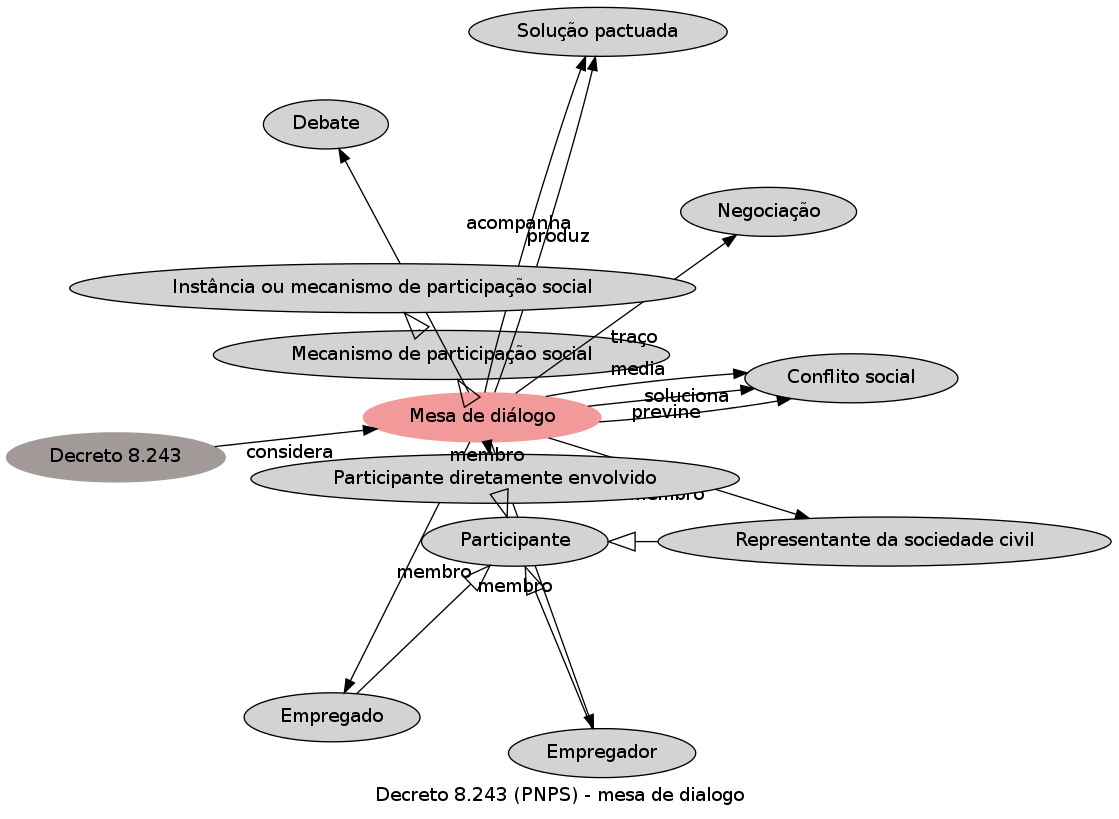 Solução pactuada
Debate
Negociação
acompanha
produz
Instância ou mecanismo de participação social
traço
Mecanismo de participação social
media
Conflito social
soluciona
previne
Mesa de diálogo
Decreto 8.243
considera
membro
Participante diretamente envolvido
membro
Participante
Representante da sociedade civil
membro
membro
Empregado
Empregador
Decreto 8.243 (PNPS) - mesa de dialogo